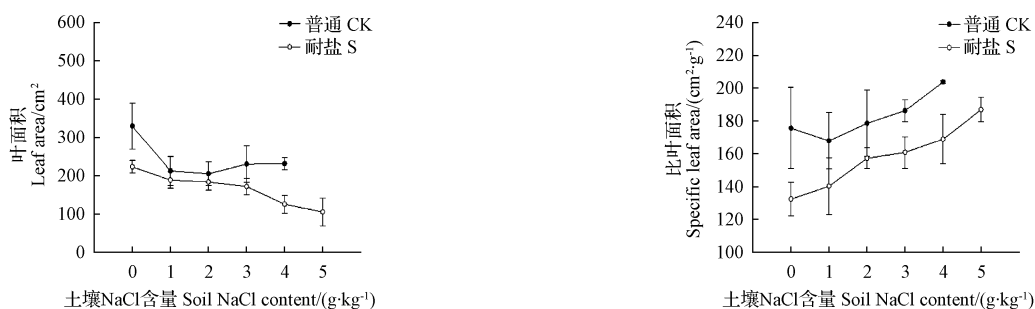 600
500
400
300
200
100
0
叶面积
Leaf area/cm²
普通 CK
耐盐 S
0 1 2 3 4 5
土壤NaCl含量 Soil NaCl content/(g·kg⁻¹)
220
200
180
160
140
120
100
比叶面积
Specific leaf area/(cm²·g⁻¹)
普通 CK
耐盐 S
0 1 2 3 4 5
土壤NaCl含量 Soil NaCl content/(g·kg⁻¹)